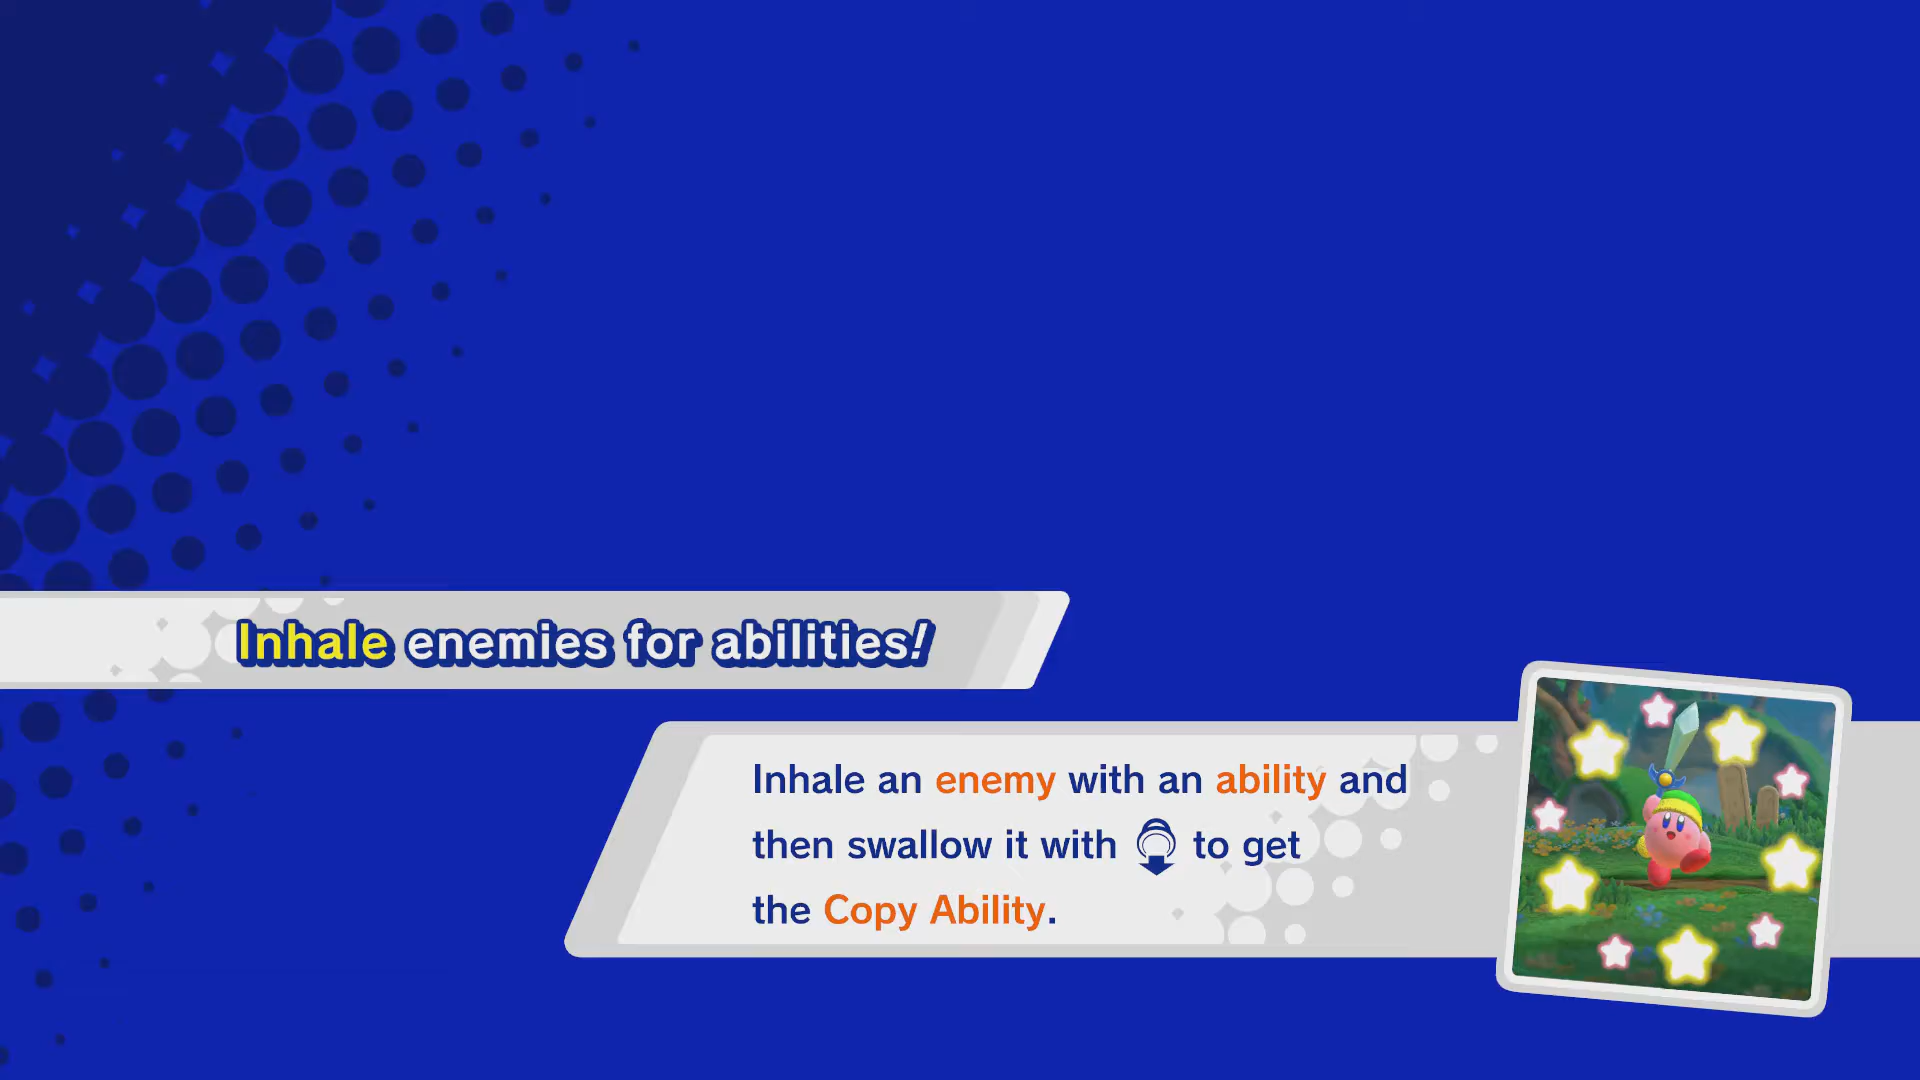 Inhale enemies for abilities!
Inhale an enemy with an ability and
then swallow it with to get
the Copy Ability.